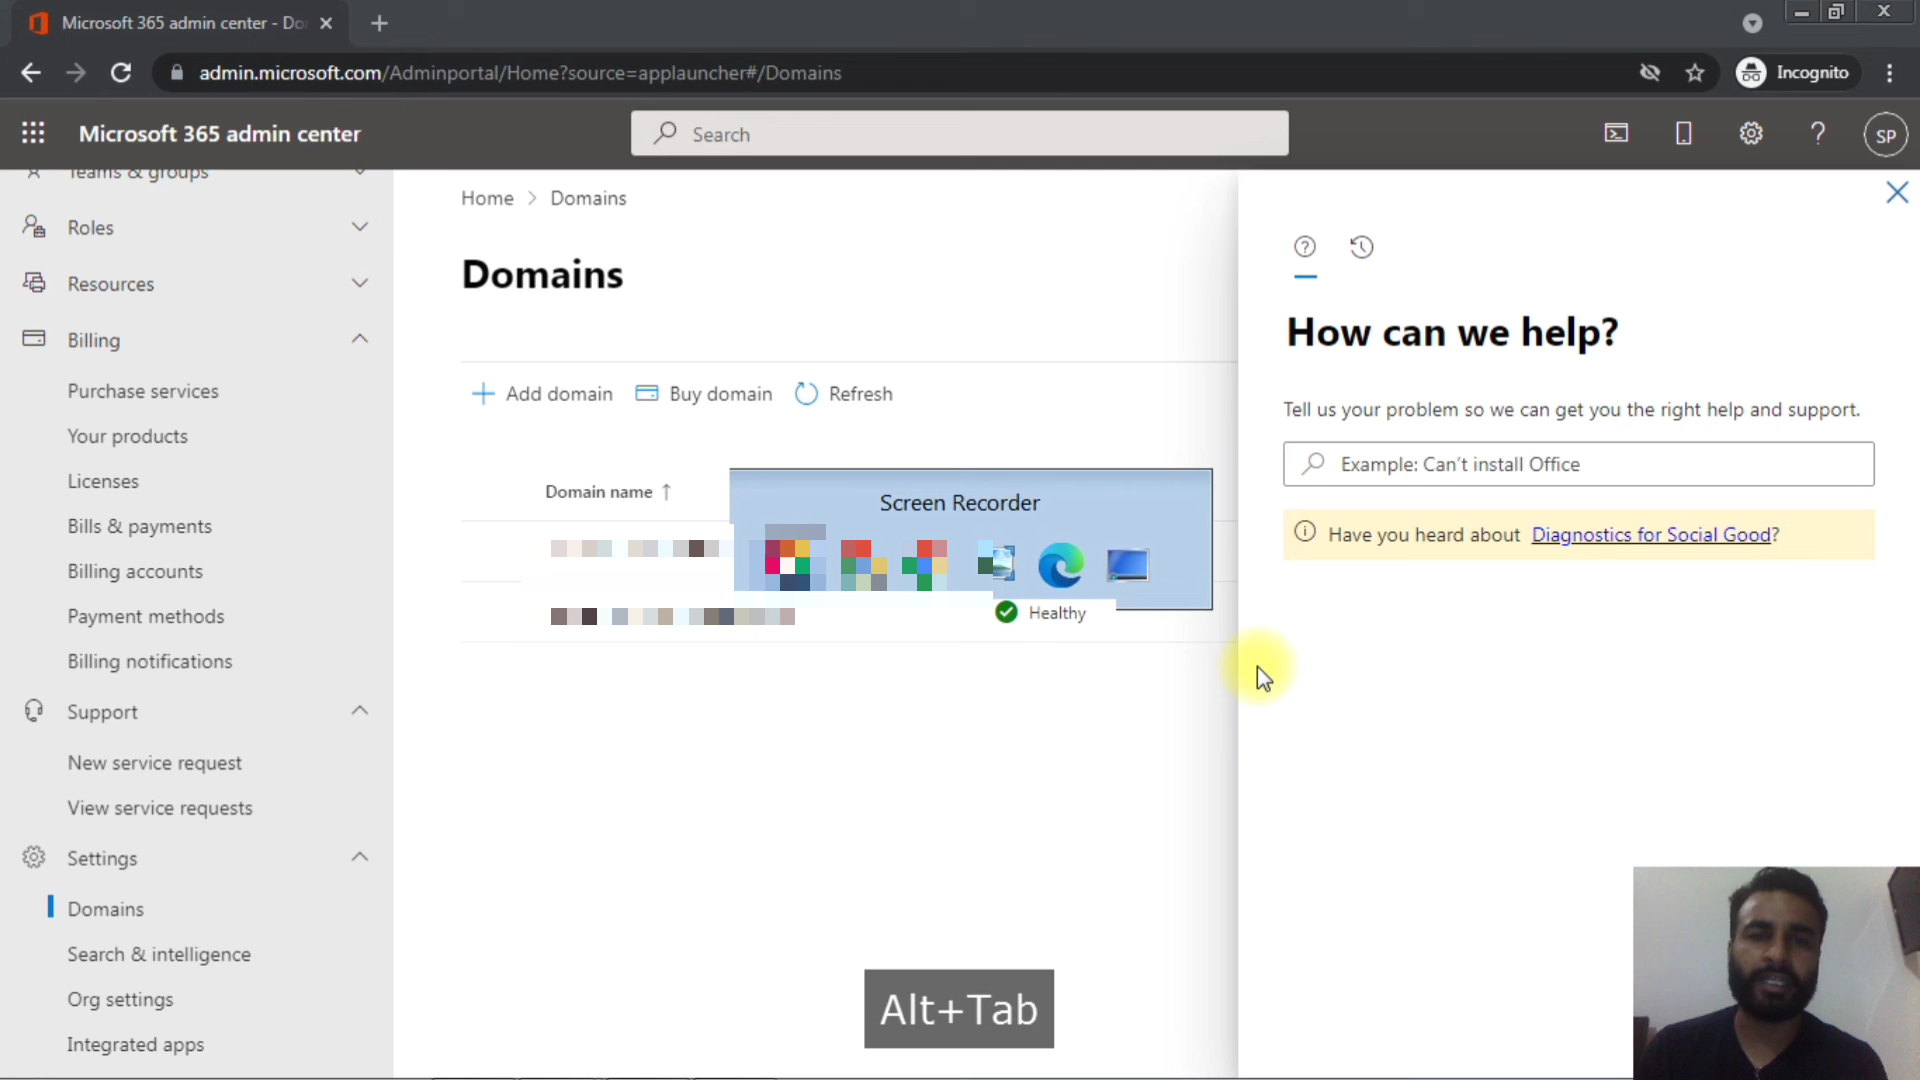 Microsoft 365 admin center - Do
admin.microsoft.com/Adminportal/Home?source=applauncher#/Domains
Incognito
Microsoft 365 admin center
Search
SP
Teams & groups
Roles
Resources
Billing
Purchase services
Your products
Licenses
Bills & payments
Billing accounts
Payment methods
Billing notifications
Support
New service request
View service requests
Settings
Domains
Search & intelligence
Org settings
Integrated apps
Home > Domains
Domains
Add domain
Buy domain
Refresh
Domain name ↑
Screen Recorder
Healthy
Alt+Tab
How can we help?
Tell us your problem so we can get you the right help and support.
Example: Can't install Office
Have you heard about Diagnostics for Social Good?